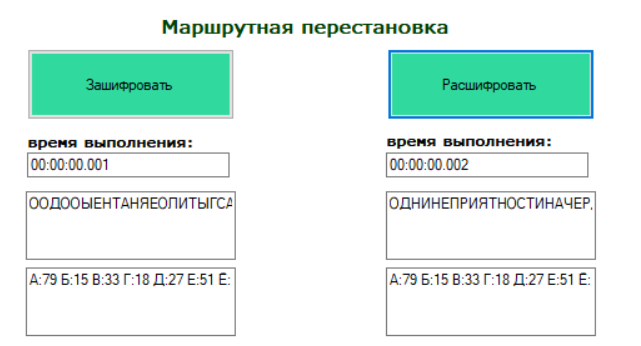 Маршрутная перестановка
Зашифровать
Расшифровать
время выполнения:
время выполнения:
00:00:00.001
00:00:00.002
ООДООЫЕНТАНЯЕОЛИТЫГСА
ОДНИНЕПРИЯТНОСТИНАЧЕР,
А:79 Б:15 В:33 Г:18 Д:27 Е:51 Ё:
А:79 Б:15 В:33 Г:18 Д:27 Е:51 Ё: